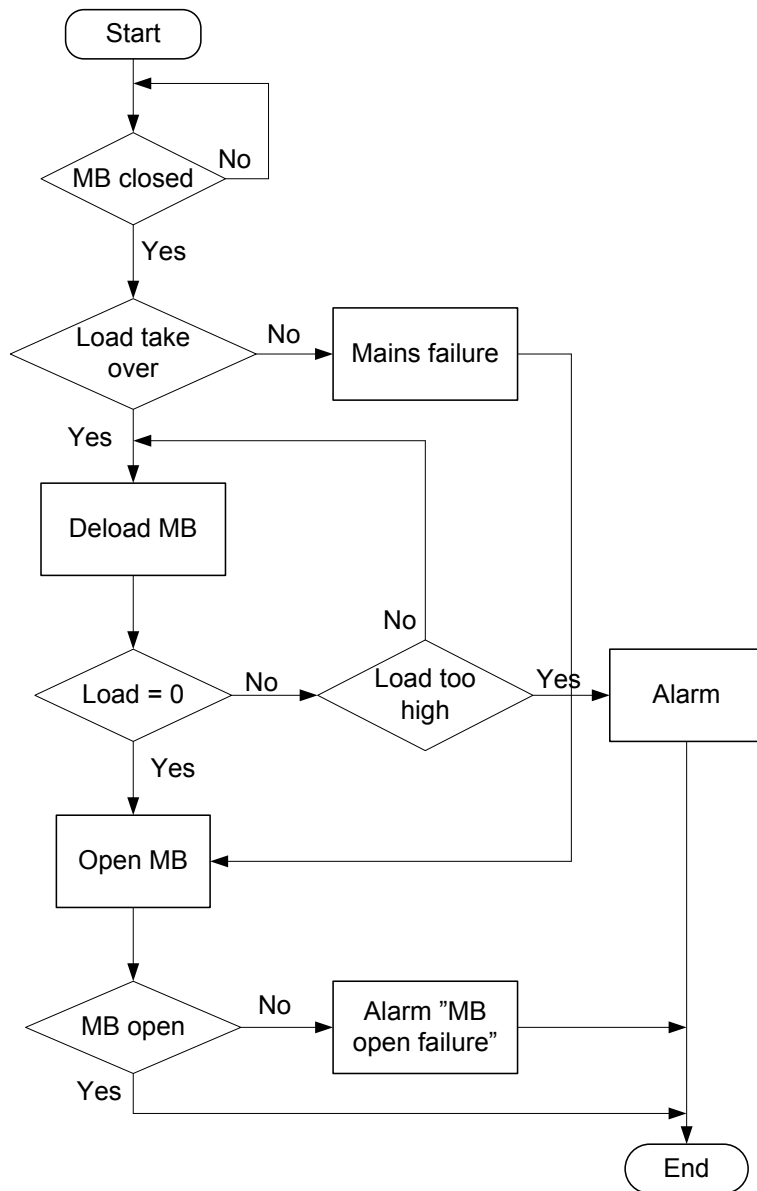 Start
No
MB closed
Yes
Load take
over
No
Mains failure
Yes
Deload MB
No
Load = 0
No
Load too
high
Yes
Alarm
Yes
Open MB
MB open
No
Alarm ”MB
open failure”
Yes
End